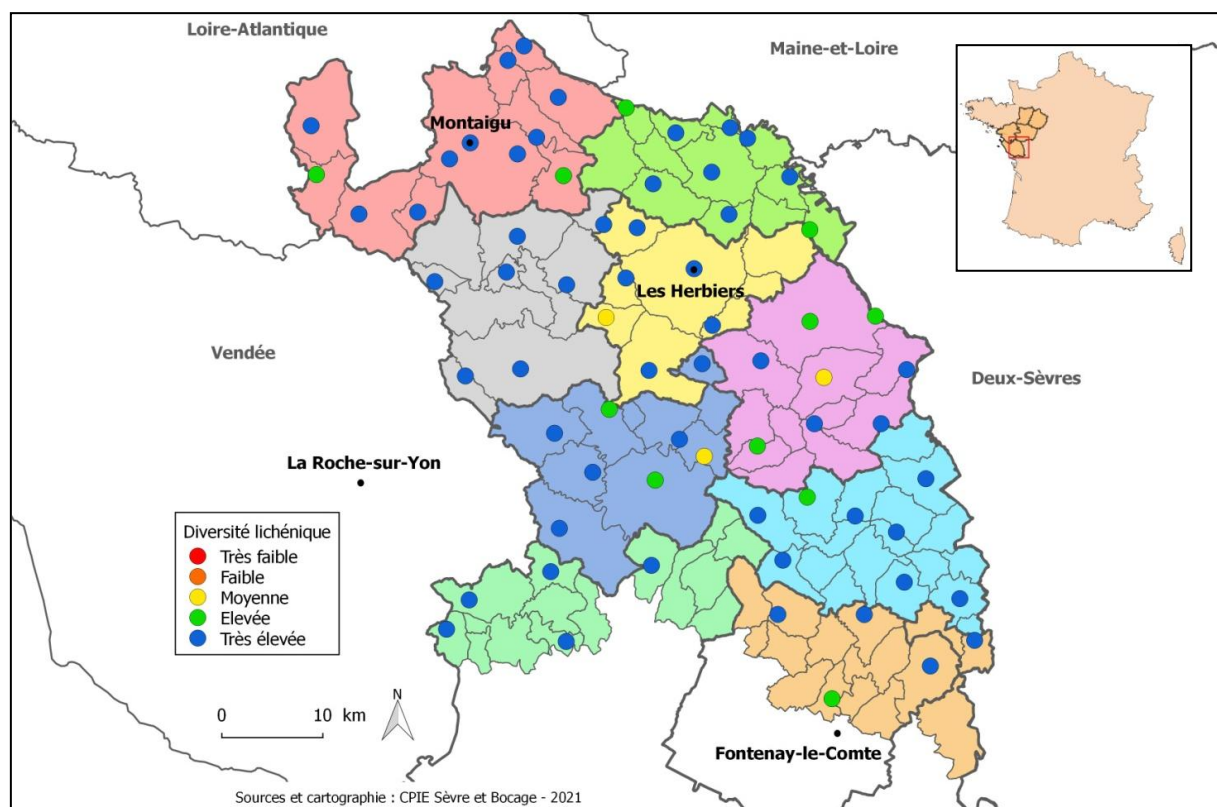 Loire-Atlantique
Maine-et-Loire
Montaigu
Les Herbiers
Vendée
Deux-Sèvres
La Roche-sur-Yon
Diversité lichénique
Très faible
Faible
Moyenne
Elevée
Très élevée
N
0 10 km
Fontenay-le-Comte
Sources et cartographie : CPIE Sèvre et Bocage - 2021